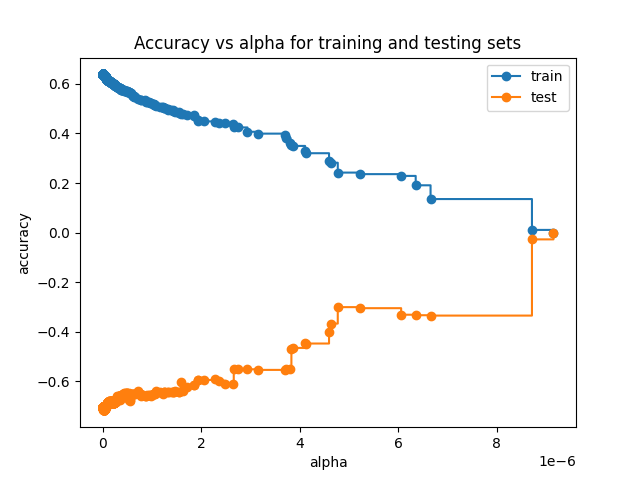 Accuracy vs alpha for training and testing sets
train
test
accuracy
0.6
0.4
0.2
0.0
−0.2
−0.4
−0.6
0
2
4
6
8
1e−6
alpha